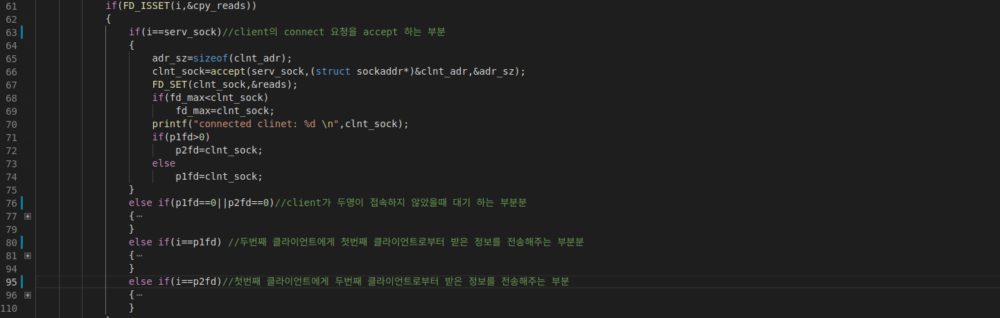 61 if(FD_ISSET(i,&cpy_reads))
62 {
63 if(i==serv_sock)//client의 connect 요청을 accept 하는 부분
64 {
65 adr_sz=sizeof(clnt_adr);
66 clnt_sock=accept(serv_sock,(struct sockaddr*)&clnt_adr,&adr_sz);
67 FD_SET(clnt_sock,&reads);
68 if(fd_max<clnt_sock)
69 fd_max=clnt_sock;
70 printf("connected clinet: %d \n",clnt_sock);
71 if(p1fd>0)
72 p2fd=clnt_sock;
73 else
74 p1fd=clnt_sock;
75 }
76 else if(p1fd==0||p2fd==0)//client가 두명이 접속하지 않았을때 대기 하는 부분분
77 {⋯
79 }
80 else if(i==p1fd) //두번째 클라이언트에게 첫번째 클라이언트로부터 받은 정보를 전송해주는 부분분
81 {⋯
94 }
95 else if(i==p2fd)//첫번째 클라이언트에게 두번째 클라이언트로부터 받은 정보를 전송해주는 부분
96 {⋯
110 }